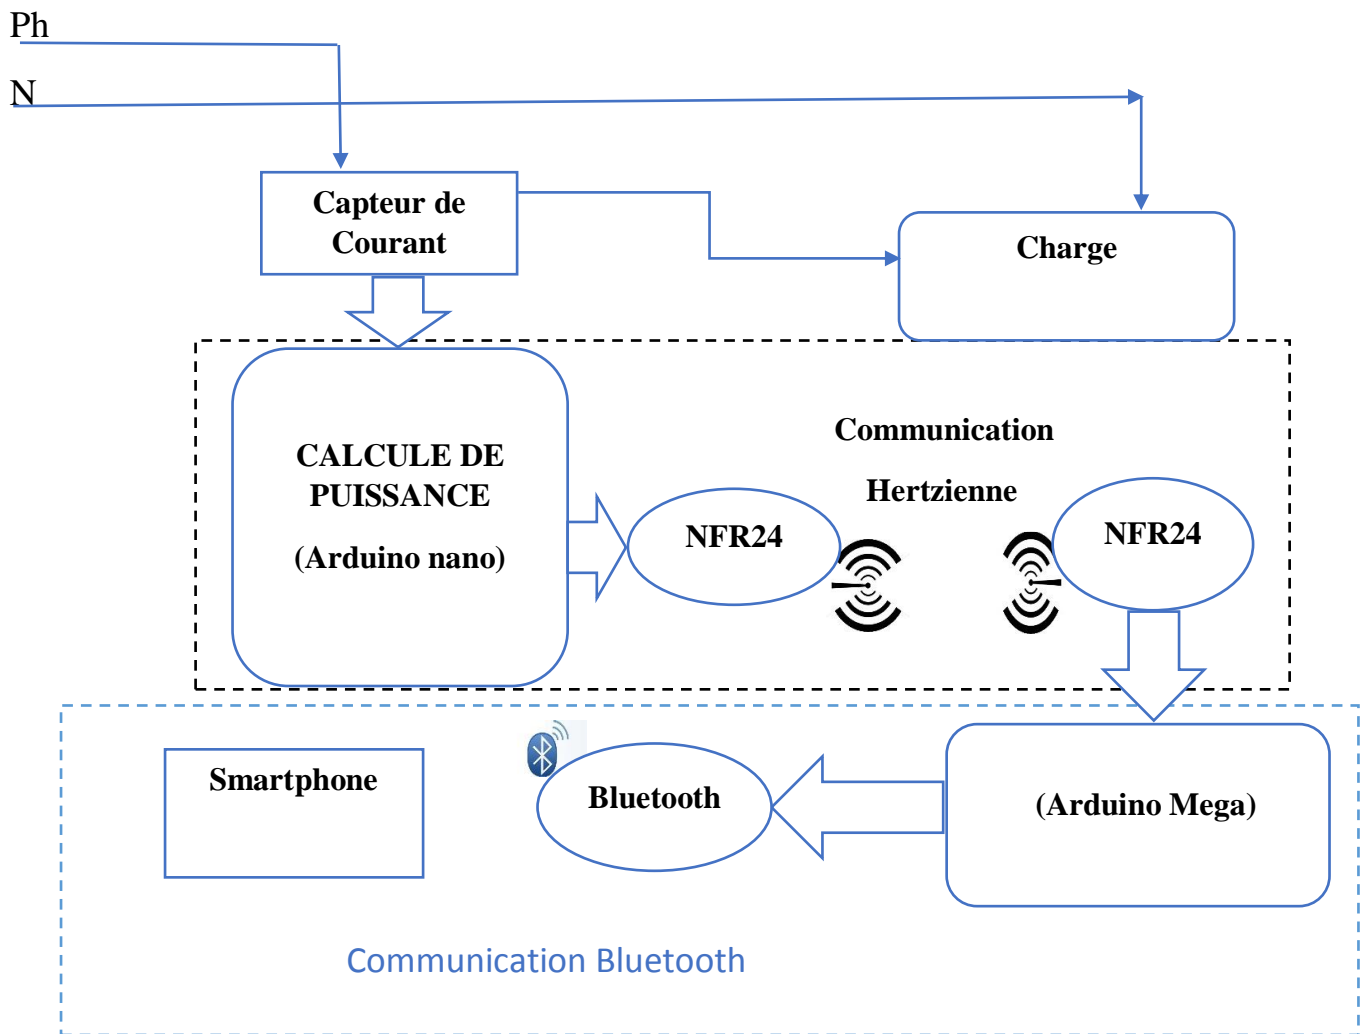 Ph
N
Capteur de
Courant
Charge
CALCULE DE
PUISSANCE
(Arduino nano)
Communication
Hertzienne
NFR24
NFR24
Smartphone
Bluetooth
(Arduino Mega)
Communication Bluetooth